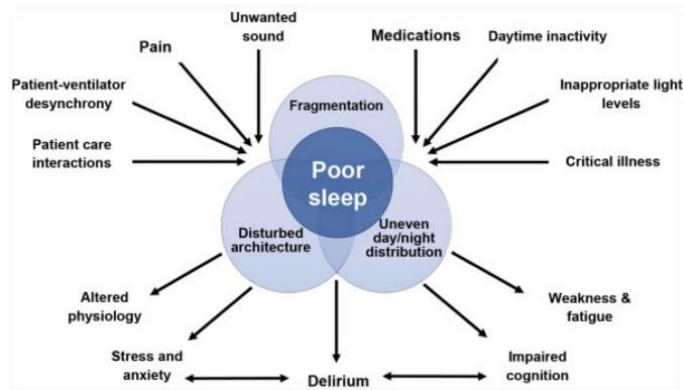 Unwanted
sound
Pain
Medications
Daytime inactivity
Patient-ventilator
desynchrony
Inappropriate light
levels
Patient care
interactions
Critical illness
Fragmentation
Poor
sleep
Disturbed
architecture
Uneven
day/night
distribution
Altered
physiology
Weakness &
fatigue
Stress and
anxiety
Delirium
Impaired
cognition